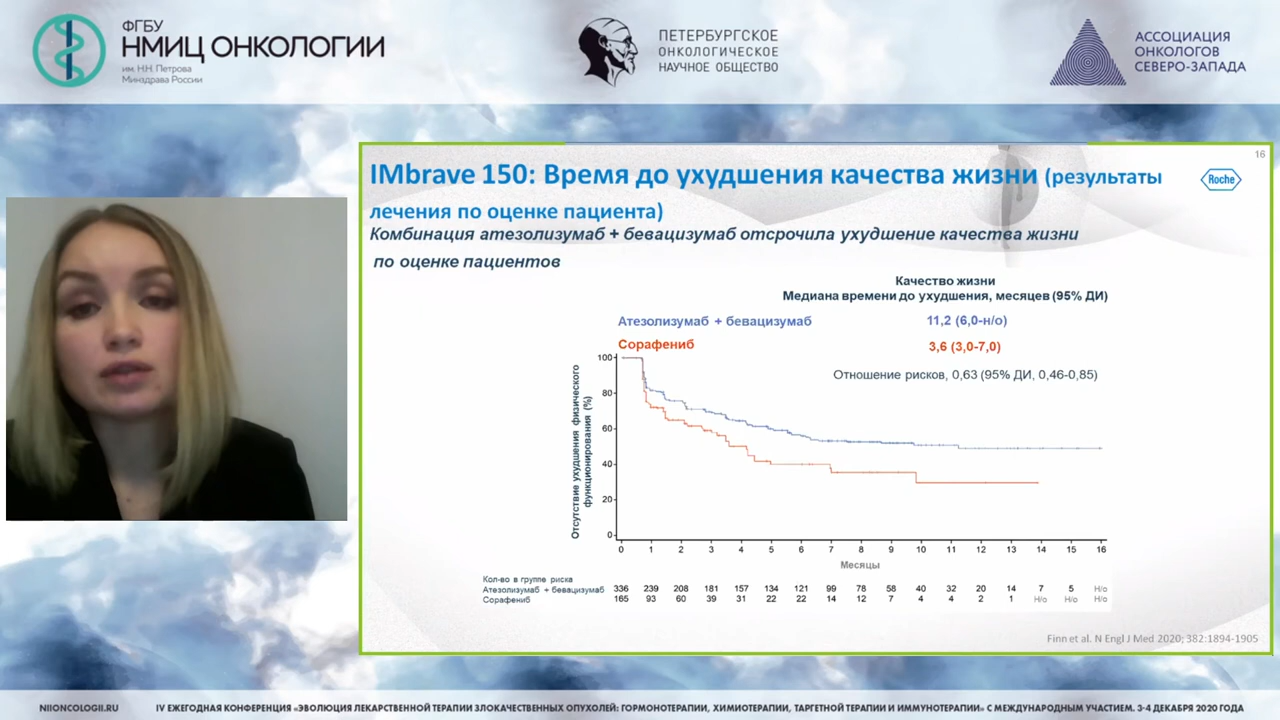 ФГБУ
НМИЦ ОНКОЛОГИИ
им. Н.Н. Петрова
Минздрава России
ПЕТЕРБУРГСКОЕ
ОНКОЛОГИЧЕСКОЕ
НАУЧНОЕ ОБЩЕСТВО
АССОЦИАЦИЯ
ОНКОЛОГОВ
СЕВЕРО-ЗАПАДА
16
IMbrave 150: Время до ухудшения качества жизни (результаты
лечения по оценке пациента)
Roche
Комбинация атезолизумаб + бевацизумаб отсрочила ухудшение качества жизни
по оценке пациентов
Качество жизни
Медиана времени до ухудшения, месяцев (95% ДИ)
Атезолизумаб + бевацизумаб 11,2 (6,0-н/о)
Сорафениб 3,6 (3,0-7,0)
Отношение рисков, 0,63 (95% ДИ, 0,46-0,85)
Отсутствие ухудшения физического
функционирования (%)
100
80
60
40
20
0
0 1 2 3 4 5 6 7 8 9 10 11 12 13 14 15 16
Месяцы
Кол-во в группе риска
Атезолизумаб + бевацизумаб 336 239 208 181 157 134 121 99 78 58 40 32 20 14 7 5 Н/о
Сорафениб 165 93 60 39 31 22 22 14 12 7 4 4 2 1 Н/о Н/о Н/о
Finn et al. N Engl J Med 2020; 382:1894-1905
NIIONCOLOGII.RU
IV ЕЖЕГОДНАЯ КОНФЕРЕНЦИЯ «ЭВОЛЮЦИЯ ЛЕКАРСТВЕННОЙ ТЕРАПИИ ЗЛОКАЧЕСТВЕННЫХ ОПУХОЛЕЙ: ГОРМОНОТЕРАПИИ, ХИМИОТЕРАПИИ, ТАРГЕТНОЙ ТЕРАПИИ И ИММУНОТЕРАПИИ» С МЕЖДУНАРОДНЫМ УЧАСТИЕМ. 3-4 ДЕКАБРЯ 2020 ГОДА